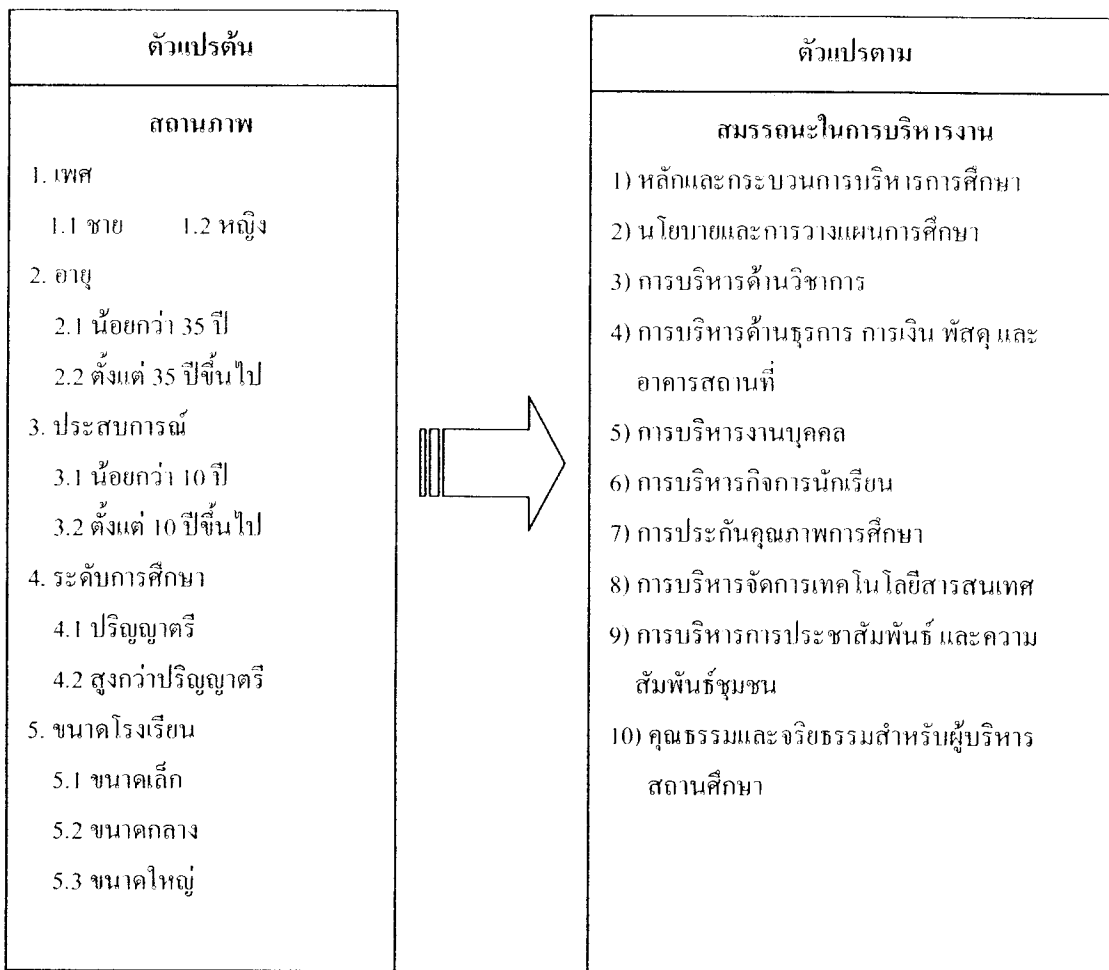 ตัวแปรต้น
สถานภาพ
1. เพศ
1.1 ชาย 1.2 หญิง
2. อายุ
2.1 น้อยกว่า 35 ปี
2.2 ตั้งแต่ 35 ปีขึ้นไป
3. ประสบการณ์
3.1 น้อยกว่า 10 ปี
3.2 ตั้งแต่ 10 ปีขึ้นไป
4. ระดับการศึกษา
4.1 ปริญญาตรี
4.2 สูงกว่าปริญญาตรี
5. ขนาดโรงเรียน
5.1 ขนาดเล็ก
5.2 ขนาดกลาง
5.3 ขนาดใหญ่
ตัวแปรตาม
สมรรถนะในการบริหารงาน
1) หลักและกระบวนการบริหารการศึกษา
2) นโยบายและการวางแผนการศึกษา
3) การบริหารด้านวิชาการ
4) การบริหารด้านธุรการ การเงิน พัสดุ และ
อาคารสถานที่
5) การบริหารงานบุคคล
6) การบริหารกิจการนักเรียน
7) การประกันคุณภาพการศึกษา
8) การบริหารจัดการเทคโนโลยีสารสนเทศ
9) การบริหารการประชาสัมพันธ์ และความ
สัมพันธ์ชุมชน
10) คุณธรรมและจริยธรรมสำหรับผู้บริหาร
สถานศึกษา